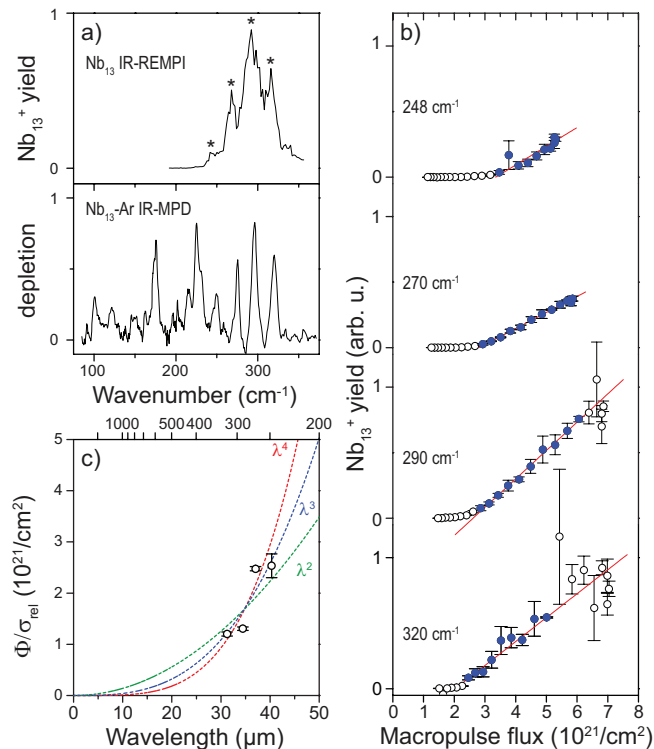 a)
Nb₁₃ IR-REMPI
* * * *
Nb₁₃⁺ yield
1
0
Nb₁₃-Ar IR-MPD
depletion
1
0
100 200 300
Wavenumber (cm⁻¹)
1000 500 400 300 200
c)
λ⁴
λ³
λ²
Φ/σrel (10²¹/cm²)
5
4
3
2
1
0
0 10 20 30 40 50
Wavelength (μm)
b)
1
248 cm⁻¹
0
1
270 cm⁻¹
0
1
290 cm⁻¹
0
1
320 cm⁻¹
0
Nb₁₃⁺ yield (arb. u.)
0 1 2 3 4 5 6 7 8
Macropulse flux (10²¹/cm²)